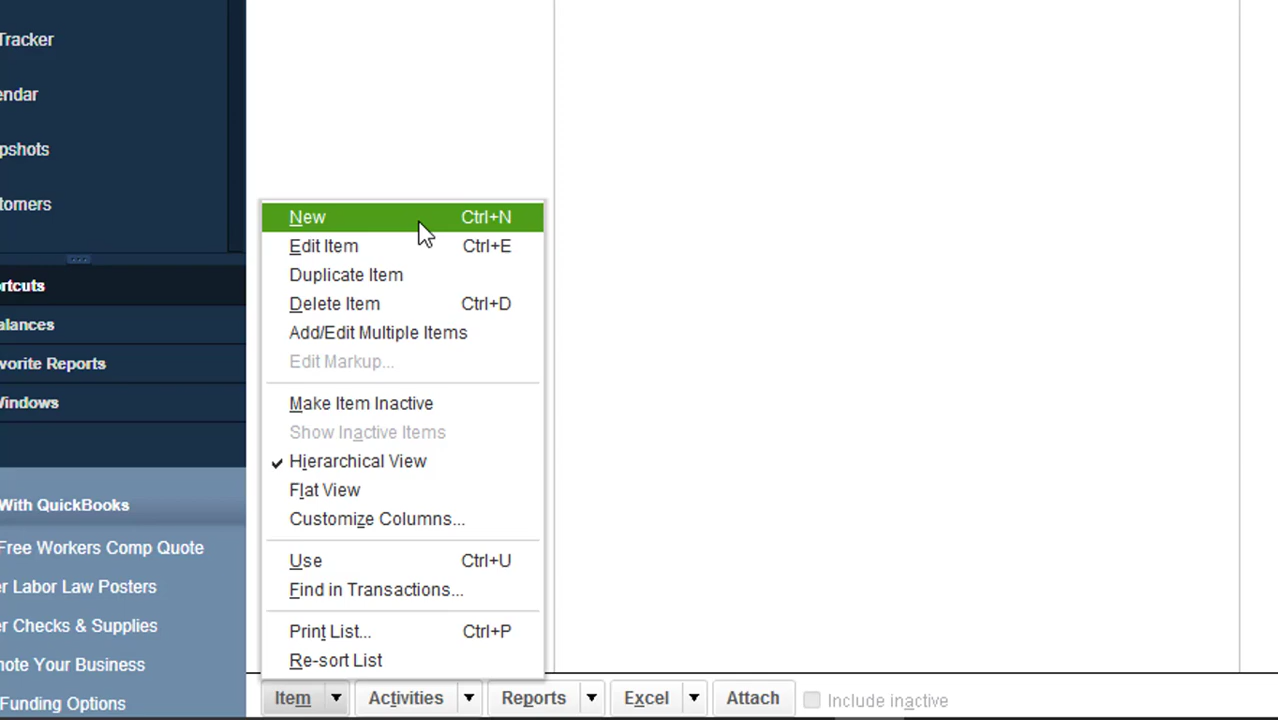 Tracker
endar
pshots
tomers
rtcuts
alances
vorite Reports
Windows
With QuickBooks
Free Workers Comp Quote
er Labor Law Posters
er Checks & Supplies
note Your Business
Funding Options
New Ctrl+N
Edit Item Ctrl+E
Duplicate Item
Delete Item Ctrl+D
Add/Edit Multiple Items
Edit Markup...
Make Item Inactive
Show Inactive Items
Hierarchical View
Flat View
Customize Columns...
Use Ctrl+U
Find in Transactions...
Print List... Ctrl+P
Re-sort List
Item Activities Reports Excel Attach Include inactive